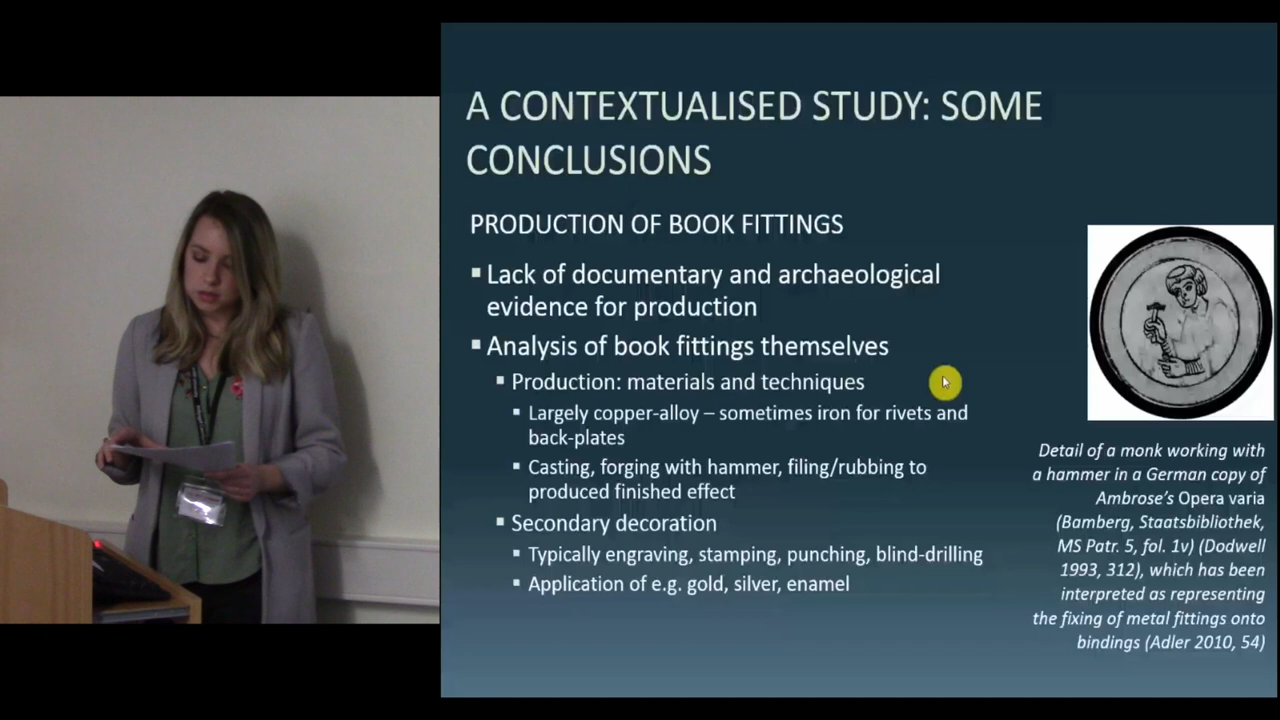 A CONTEXTUALISED STUDY: SOME
CONCLUSIONS
PRODUCTION OF BOOK FITTINGS
▪ Lack of documentary and archaeological
evidence for production
▪ Analysis of book fittings themselves
▪ Production: materials and techniques
▪ Largely copper-alloy – sometimes iron for rivets and
back-plates
▪ Casting, forging with hammer, filing/rubbing to
produced finished effect
▪ Secondary decoration
▪ Typically engraving, stamping, punching, blind-drilling
▪ Application of e.g. gold, silver, enamel
Detail of a monk working with
a hammer in a German copy of
Ambrose’s Opera varia
(Bamberg, Staatsbibliothek,
MS Patr. 5, fol. 1v) (Dodwell
1993, 312), which has been
interpreted as representing
the fixing of metal fittings onto
bindings (Adler 2010, 54)